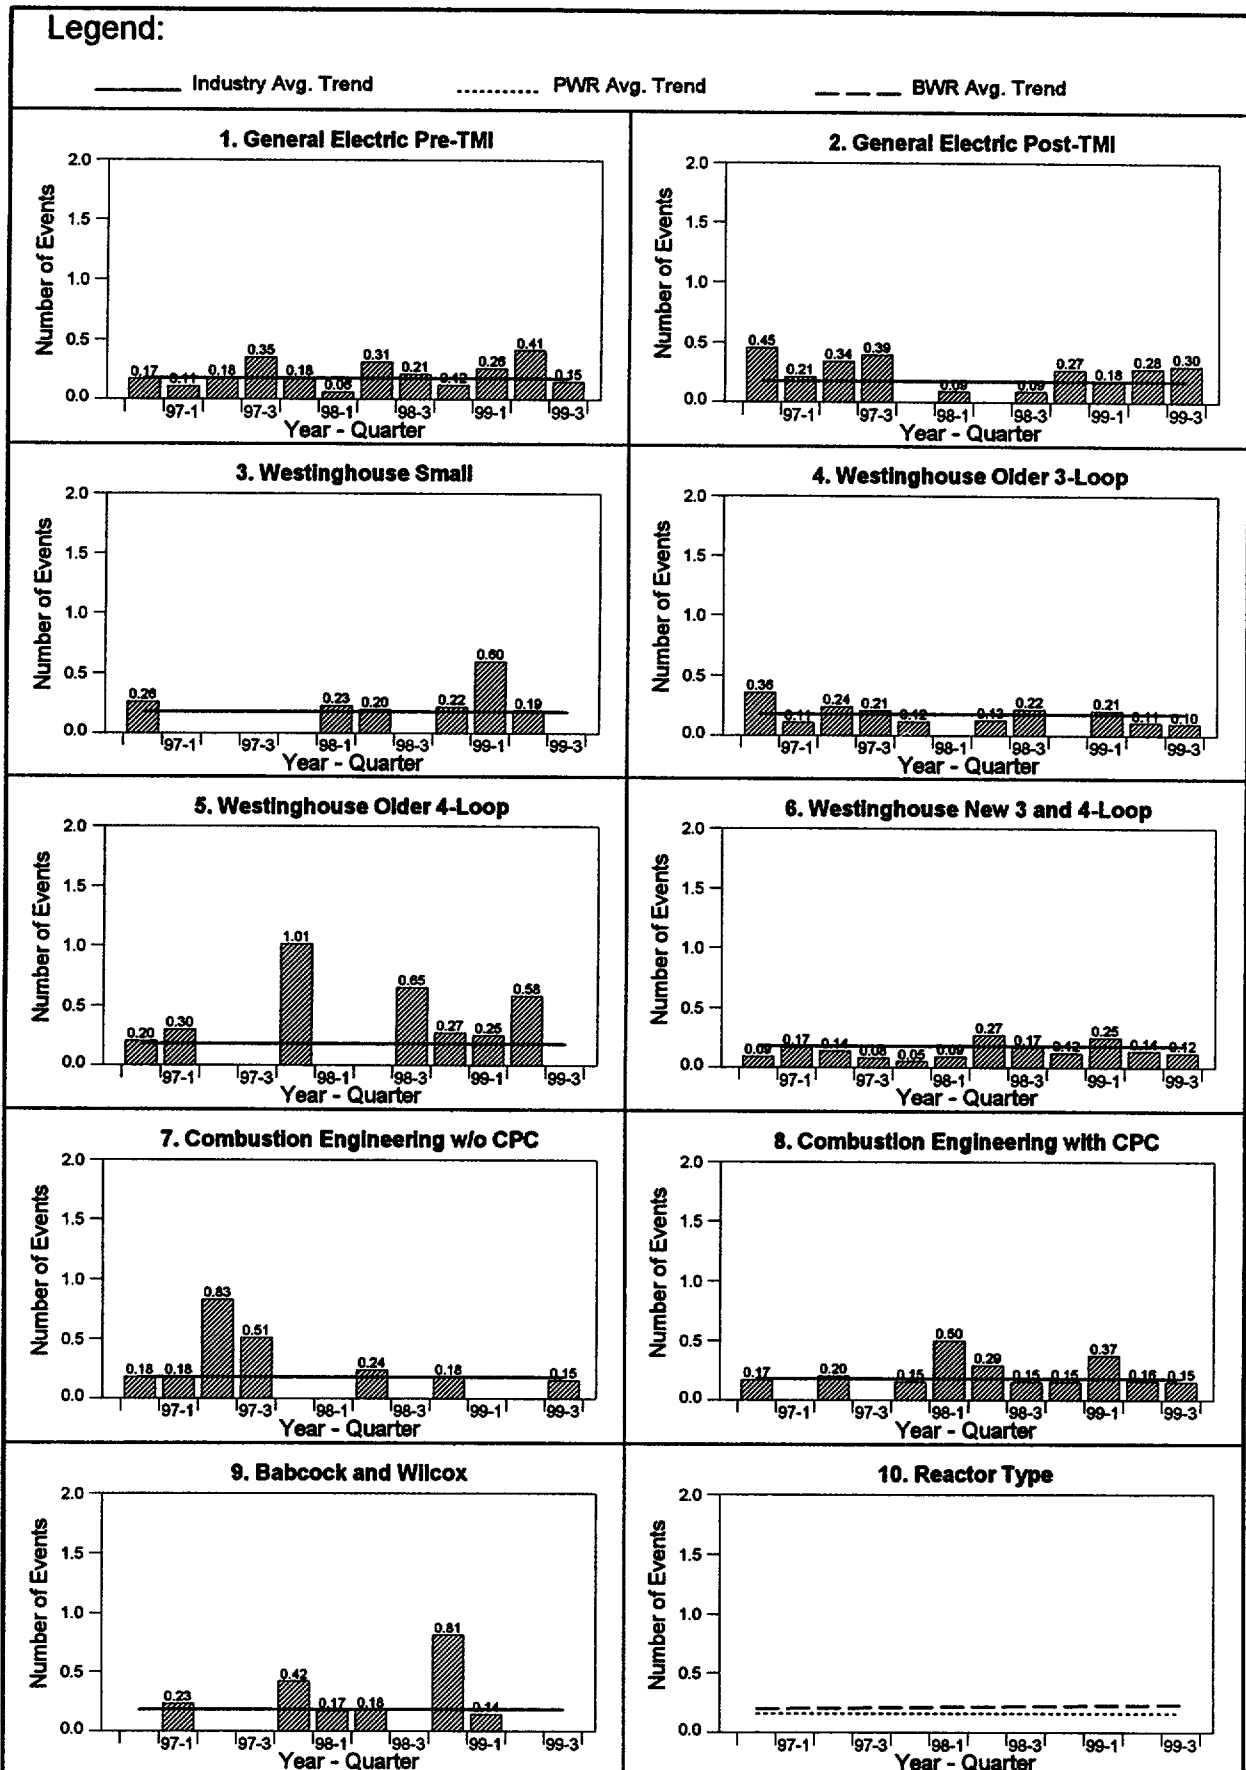 Legend:
Industry Avg. Trend PWR Avg. Trend BWR Avg. Trend
1. General Electric Pre-TMI
Number of Events
2.0
1.5
1.0
0.5
0.0
0.17 0.11 0.18 0.35 0.18 0.06 0.31 0.21 0.12 0.26 0.41 0.15
97-1 97-3 98-1 98-3 99-1 99-3
Year - Quarter
2. General Electric Post-TMI
Number of Events
2.0
1.5
1.0
0.5
0.0
0.45 0.21 0.34 0.39 0.09 0.09 0.27 0.18 0.28 0.30
97-1 97-3 98-1 98-3 99-1 99-3
Year - Quarter
3. Westinghouse Small
Number of Events
2.0
1.5
1.0
0.5
0.0
0.26 0.23 0.20 0.22 0.60 0.19
97-1 97-3 98-1 98-3 99-1 99-3
Year - Quarter
4. Westinghouse Older 3-Loop
Number of Events
2.0
1.5
1.0
0.5
0.0
0.36 0.11 0.24 0.21 0.12 0.13 0.22 0.21 0.11 0.10
97-1 97-3 98-1 98-3 99-1 99-3
Year - Quarter
5. Westinghouse Older 4-Loop
Number of Events
2.0
1.5
1.0
0.5
0.0
0.20 0.30 1.01 0.65 0.27 0.25 0.58
97-1 97-3 98-1 98-3 99-1 99-3
Year - Quarter
6. Westinghouse New 3 and 4-Loop
Number of Events
2.0
1.5
1.0
0.5
0.0
0.09 0.17 0.14 0.08 0.05 0.09 0.27 0.17 0.12 0.25 0.14 0.12
97-1 97-3 98-1 98-3 99-1 99-3
Year - Quarter
7. Combustion Engineering w/o CPC
Number of Events
2.0
1.5
1.0
0.5
0.0
0.18 0.18 0.83 0.51 0.24 0.18 0.15
97-1 97-3 98-1 98-3 99-1 99-3
Year - Quarter
8. Combustion Engineering with CPC
Number of Events
2.0
1.5
1.0
0.5
0.0
0.17 0.20 0.15 0.50 0.29 0.15 0.15 0.37 0.16 0.15
97-1 97-3 98-1 98-3 99-1 99-3
Year - Quarter
9. Babcock and Wilcox
Number of Events
2.0
1.5
1.0
0.5
0.0
0.23 0.42 0.17 0.18 0.81 0.14
97-1 97-3 98-1 98-3 99-1 99-3
Year - Quarter
10. Reactor Type
Number of Events
2.0
1.5
1.0
0.5
0.0
97-1 97-3 98-1 98-3 99-1 99-3
Year - Quarter